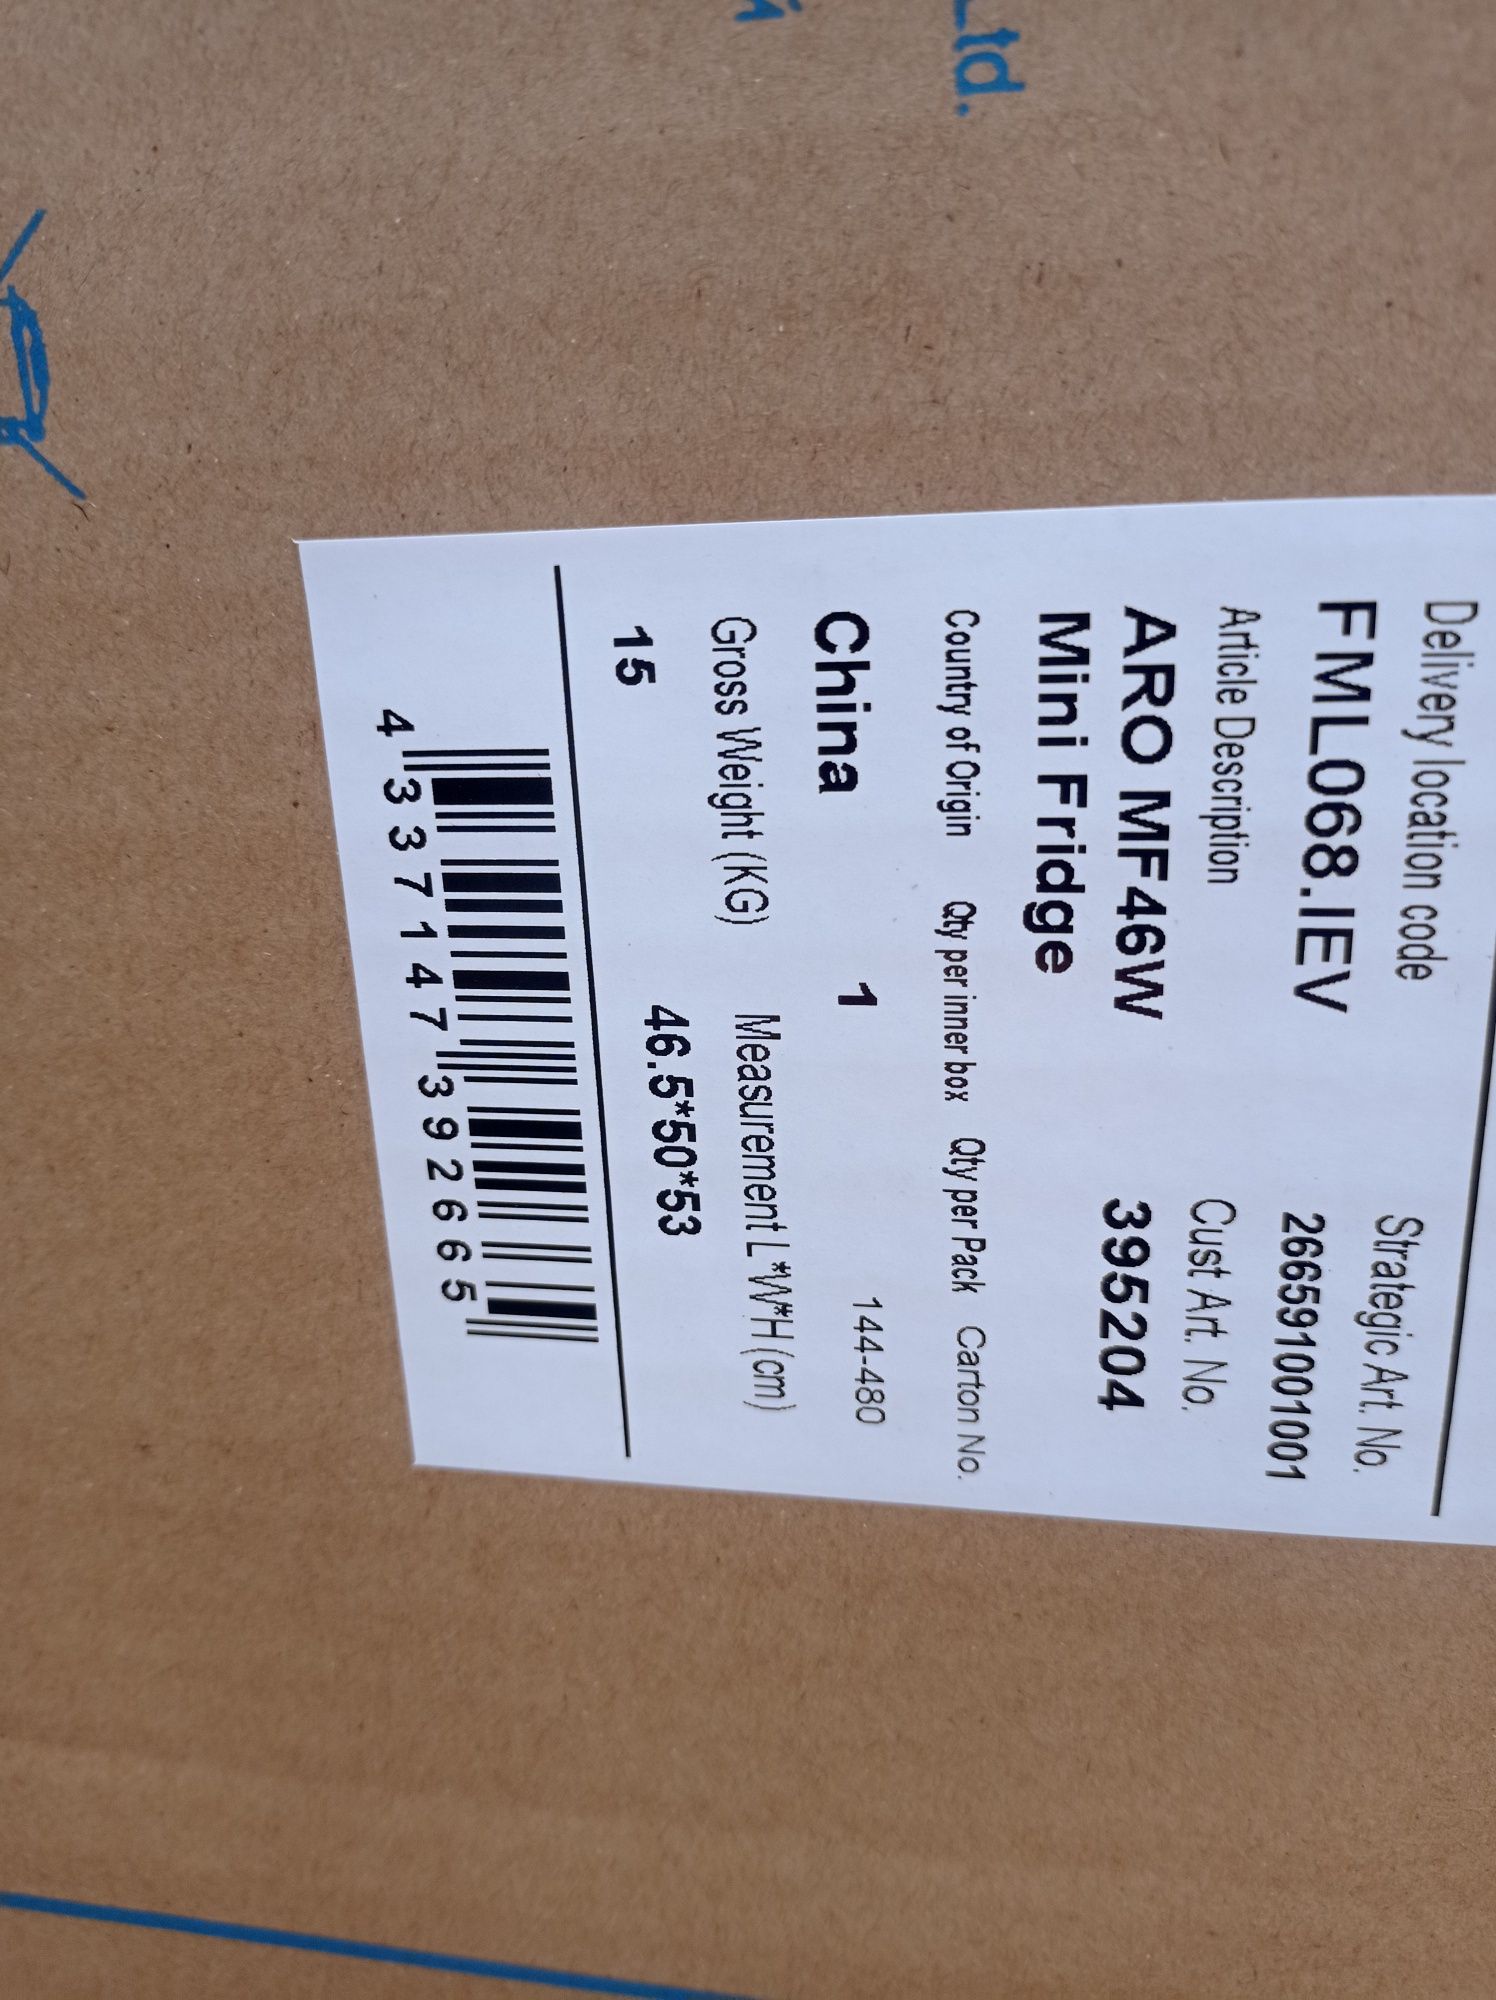 Ltd.
Delivery location code Strategic Art. No.
FML068.IEV 266591001001
Article Description Cust Art. No.
ARO MF46W 395204
Mini Fridge
Country of Origin Qty per inner box Qty per Pack Carton No.
China 1 144-480
Gross Weight (KG) Measurement L*W*H (cm)
15 46.5*50*53
4 337147 392665